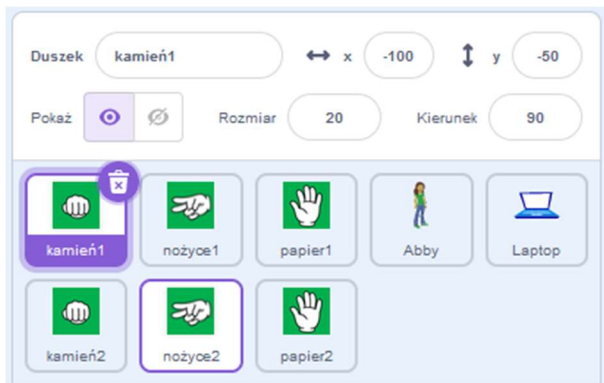 Duszek kamień1 x -100 y -50
Pokaż Rozmiar 20 Kierunek 90
kamień1 nożyce1 papier1 Abby Laptop
kamień2 nożyce2 papier2